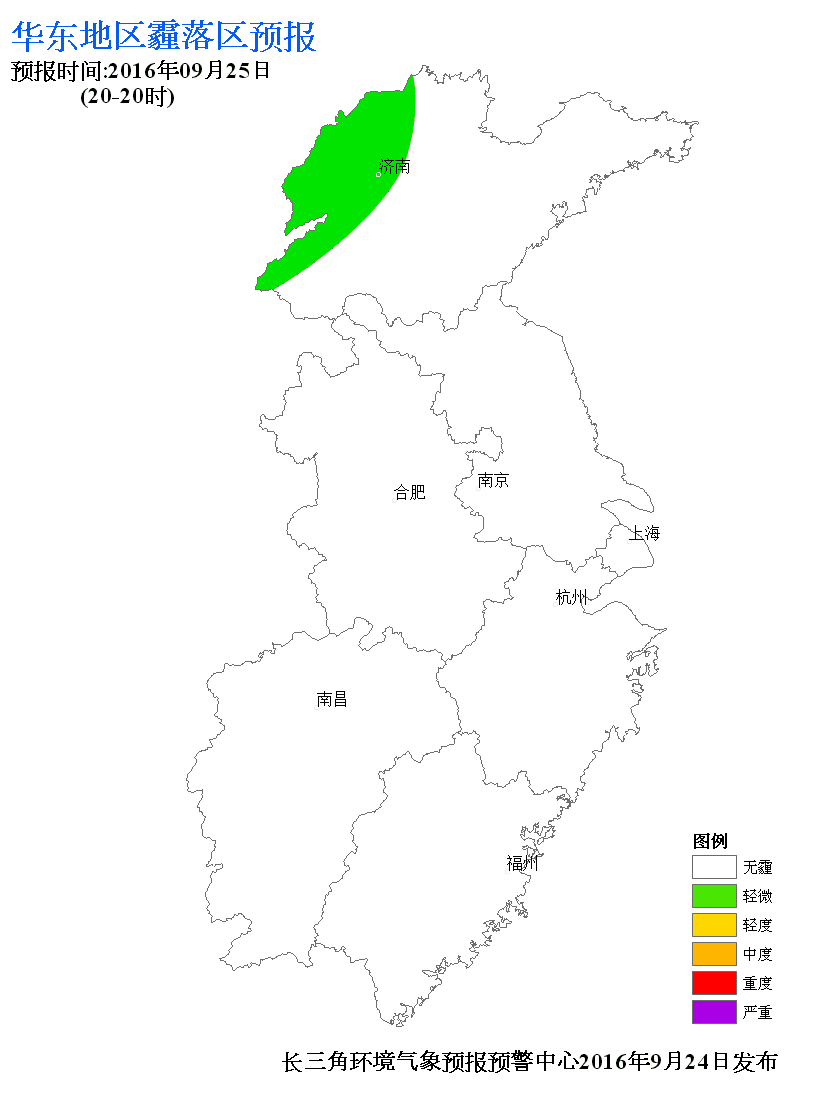 华东地区霾落区预报
预报时间:2016年09月25日
(20-20时)
济南
南京
合肥
上海
杭州
南昌
福州
图例
无霾
轻微
轻度
中度
重度
严重
长三角环境气象预报预警中心2016年9月24日发布